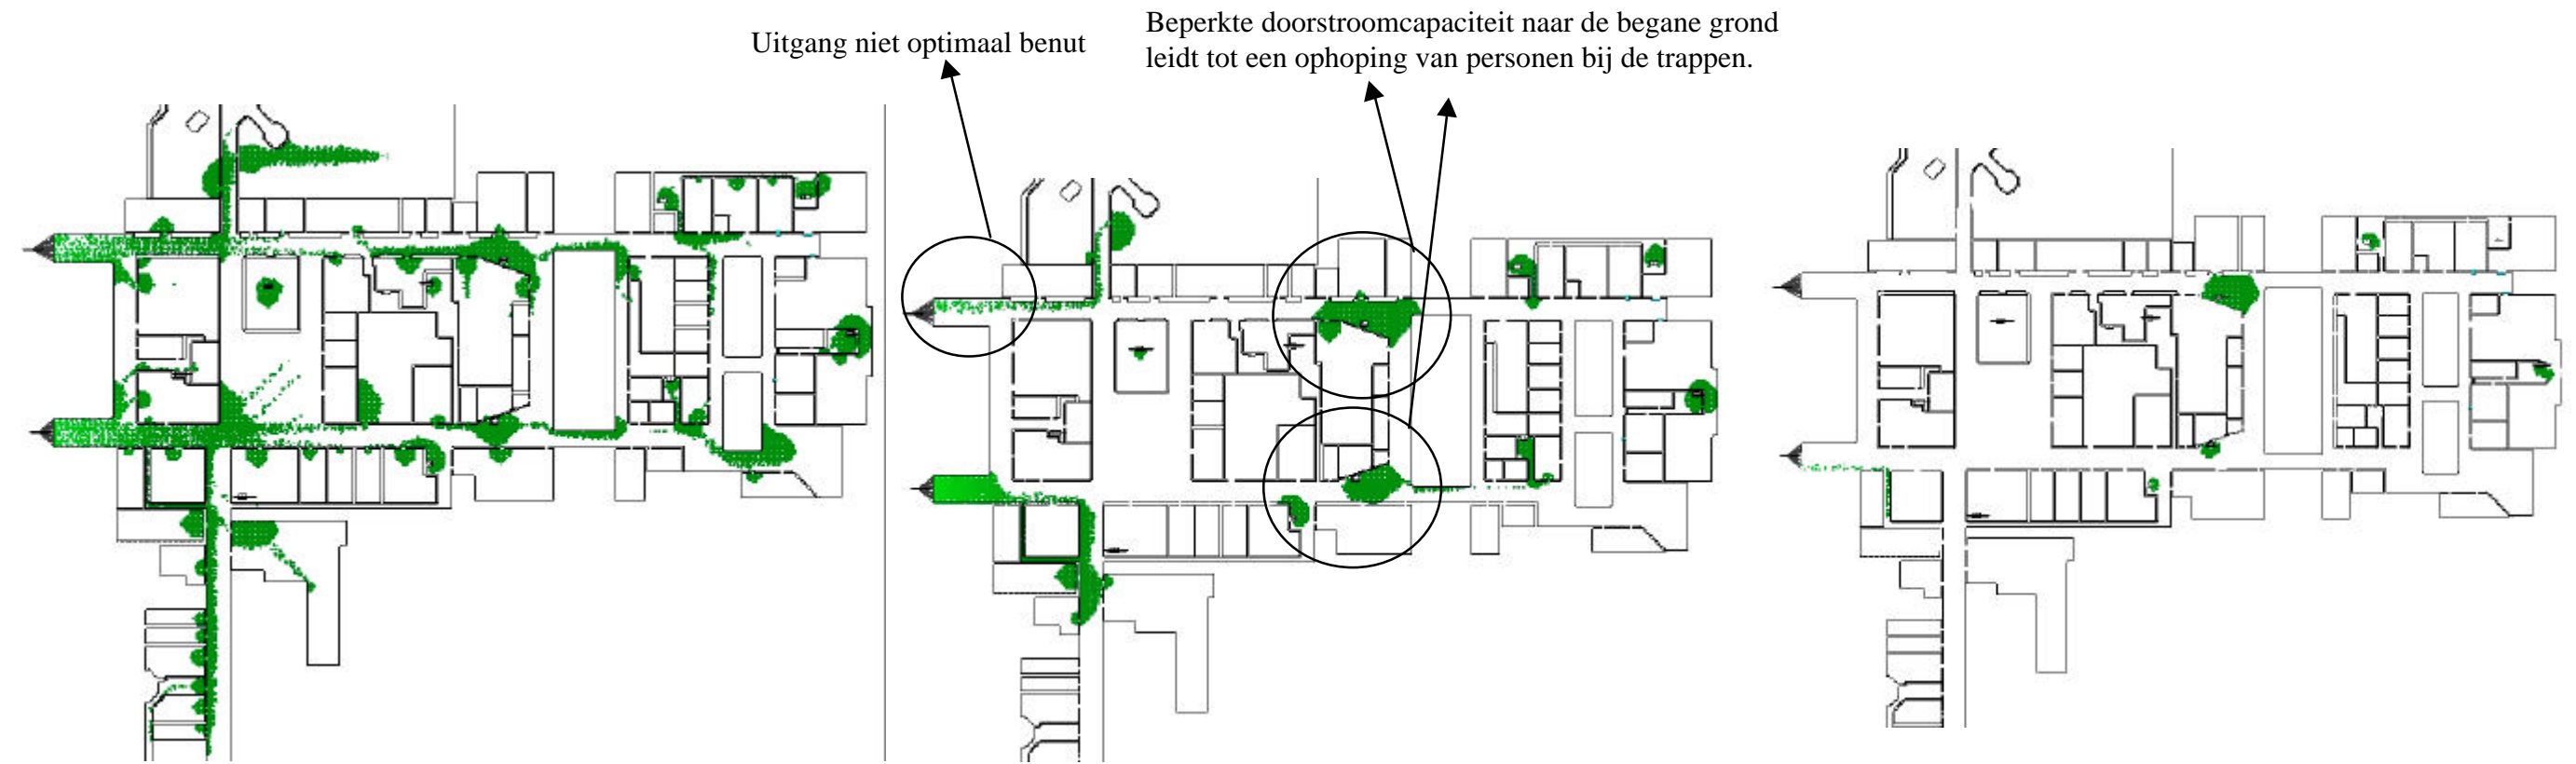 Uitgang niet optimaal benut
Beperkte doorstroomcapaciteit naar de begane grond
leidt tot een ophoping van personen bij de trappen.